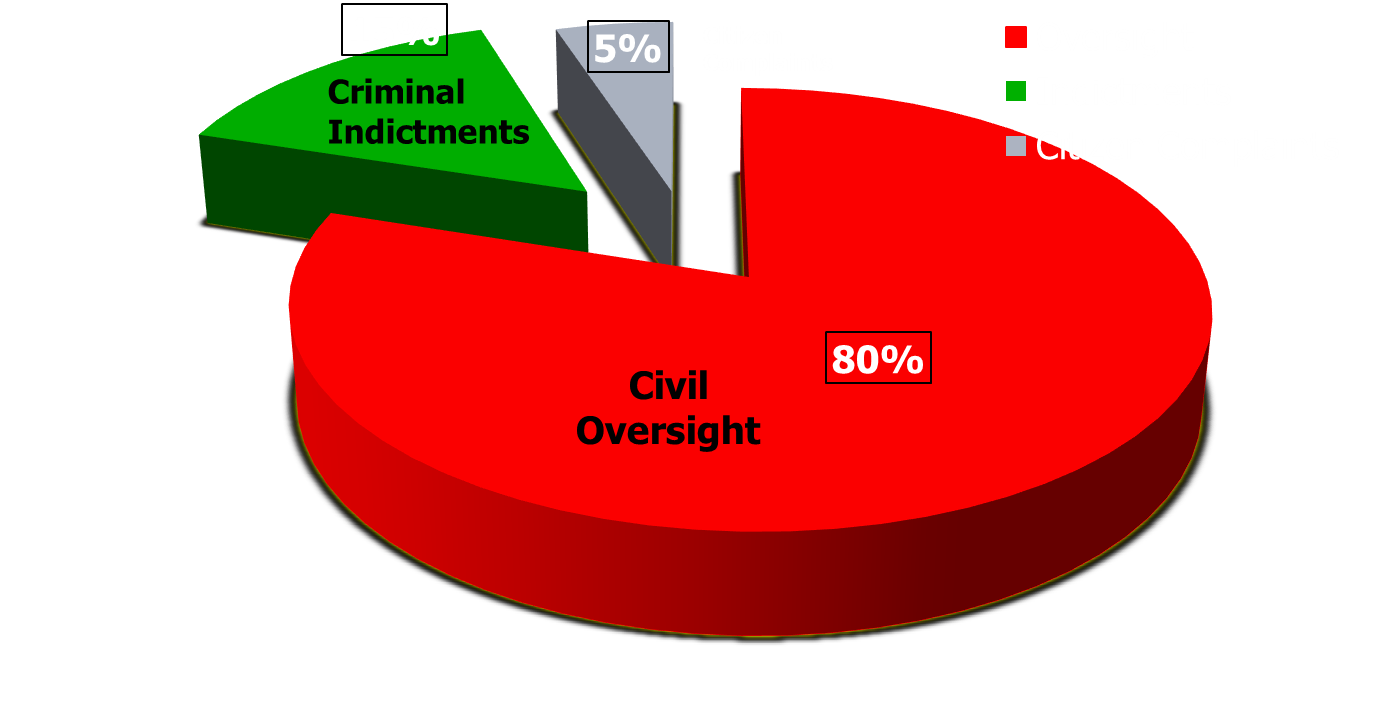 %
5%
Criminal
Indictments
80%
Civil
Oversight